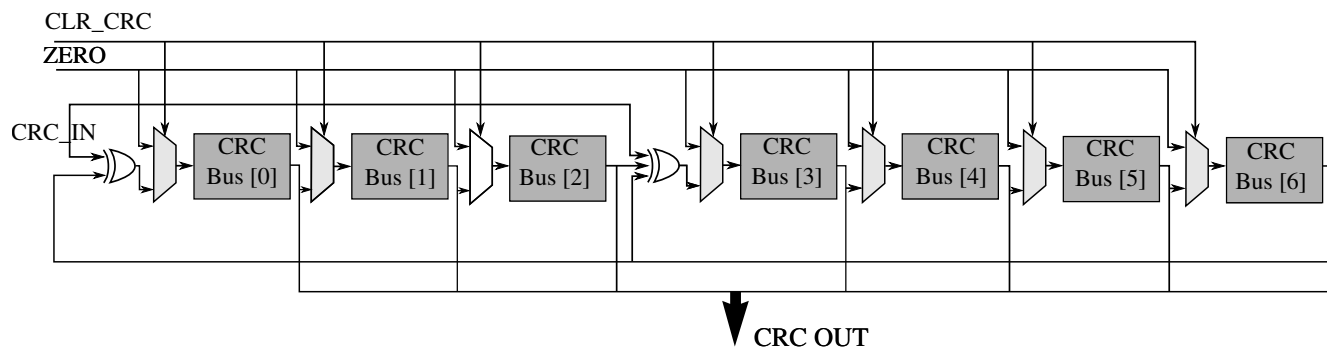 CLR_CRC
ZERO
CRC_IN
CRC
Bus [0]
CRC
Bus [1]
CRC
Bus [2]
CRC
Bus [3]
CRC
Bus [4]
CRC
Bus [5]
CRC
Bus [6]
CRC OUT